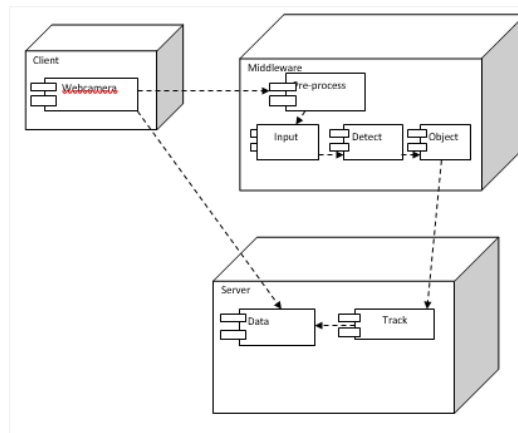 Client
Webcamera
Middleware
Pre-process
Input
Detect
Object
Server
Data
Track